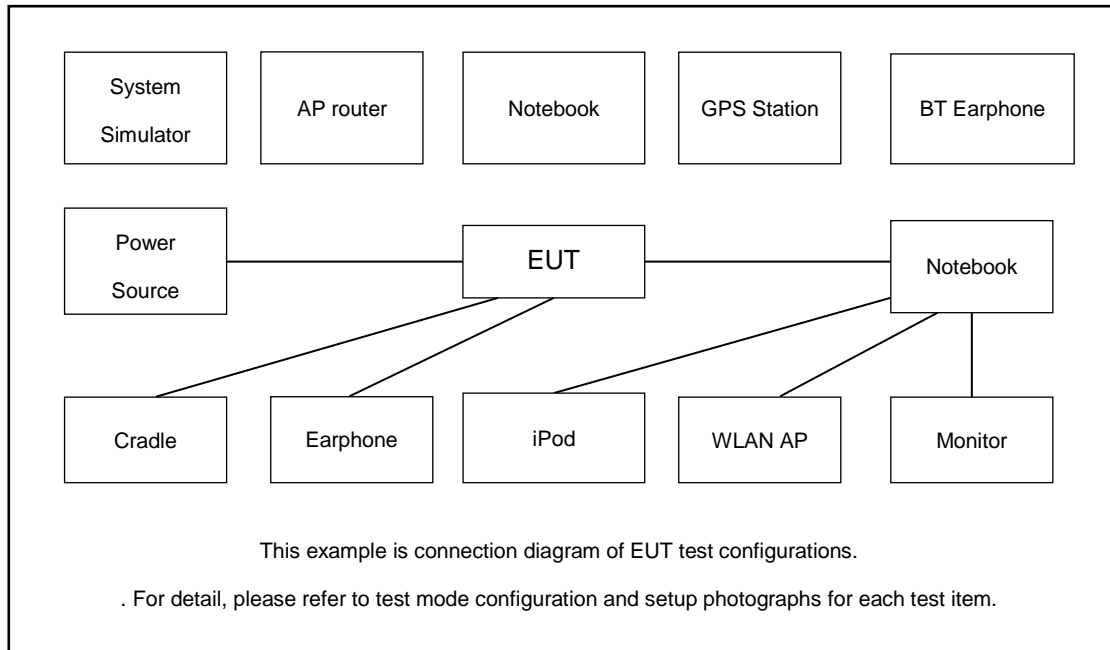 System
Simulator
AP router
Notebook
GPS Station
BT Earphone
Power
Source
EUT
Notebook
Cradle
Earphone
iPod
WLAN AP
Monitor
This example is connection diagram of EUT test configurations.
. For detail, please refer to test mode configuration and setup photographs for each test item.